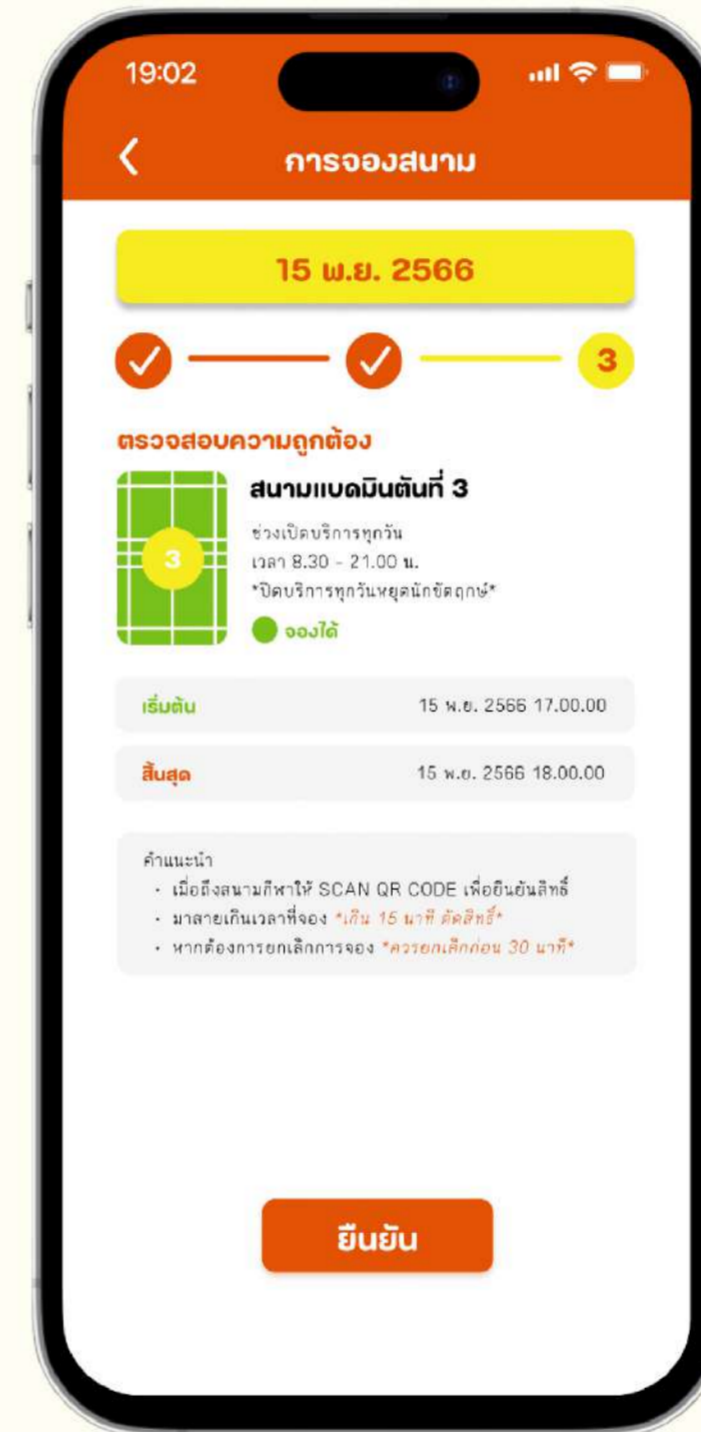 19:02
การจองสนาม
15 พ.ย. 2566
3
ตรวจสอบความถูกต้อง
สนามแบดมินตันที่ 3
ช่วงเปิดบริการทุกวัน
เวลา 8.30 - 21.00 น.
*ปิดบริการทุกวันหยุดนักขัตฤกษ์*
3
จองได้
เริ่มต้น 15 พ.ย. 2566 17.00.00
สิ้นสุด 15 พ.ย. 2566 18.00.00
คำแนะนำ
- เมื่อถึงสนามกีฬาให้ SCAN QR CODE เพื่อยืนยันสิทธิ์
- มาสายเกินเวลาที่จอง *เกิน 15 นาที ตัดสิทธิ์*
- หากต้องการยกเลิกการจอง *ควรยกเลิกก่อน 30 นาที*
ยืนยัน